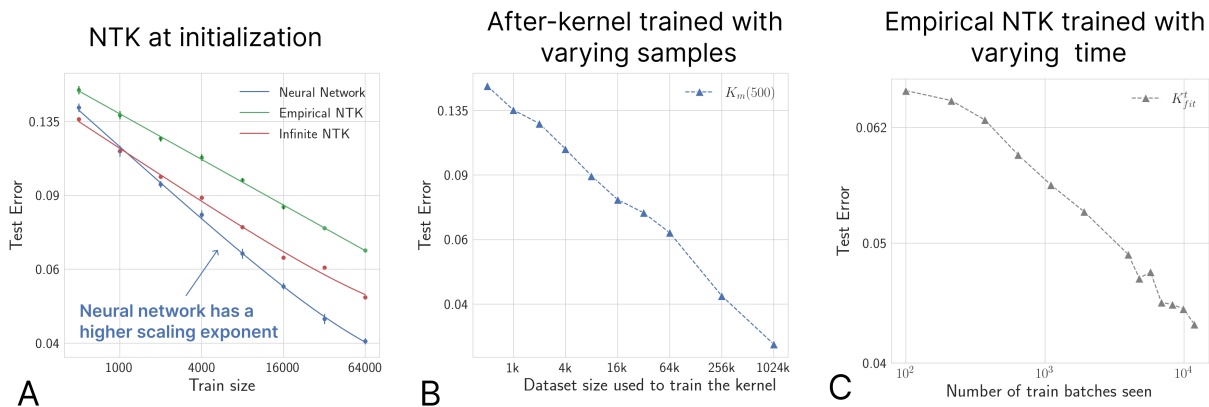 NTK at initialization
Neural Network
Empirical NTK
Infinite NTK
0.135
0.09
0.06
0.04
Test Error
Neural network has a
higher scaling exponent
1000
4000
16000
64000
Train size
A
After-kernel trained with
varying samples
K_m(500)
0.135
0.09
0.06
0.04
Test Error
1k
4k
16k
64k
256k
1024k
Dataset size used to train the kernel
B
Empirical NTK trained with
varying time
K^t_{fit}
0.062
0.05
0.04
Test Error
10^2
10^3
10^4
Number of train batches seen
C